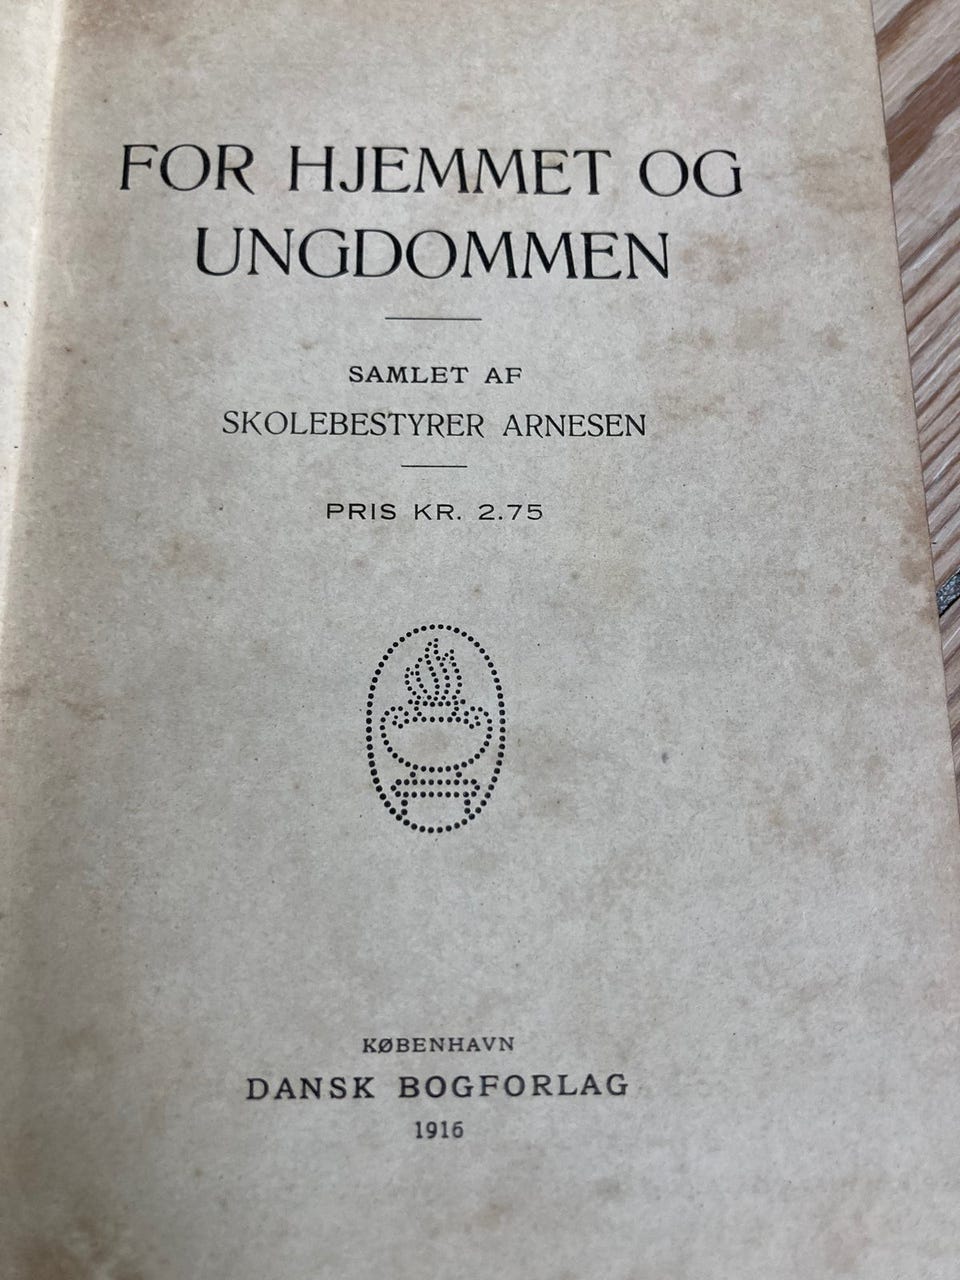 FOR HJEMMET OG
UNGDOMMEN
SAMLET AF
SKOLEBESTYRER ARNESEN
PRIS KR. 2.75
KØBENHAVN
DANSK BOGFORLAG
1916